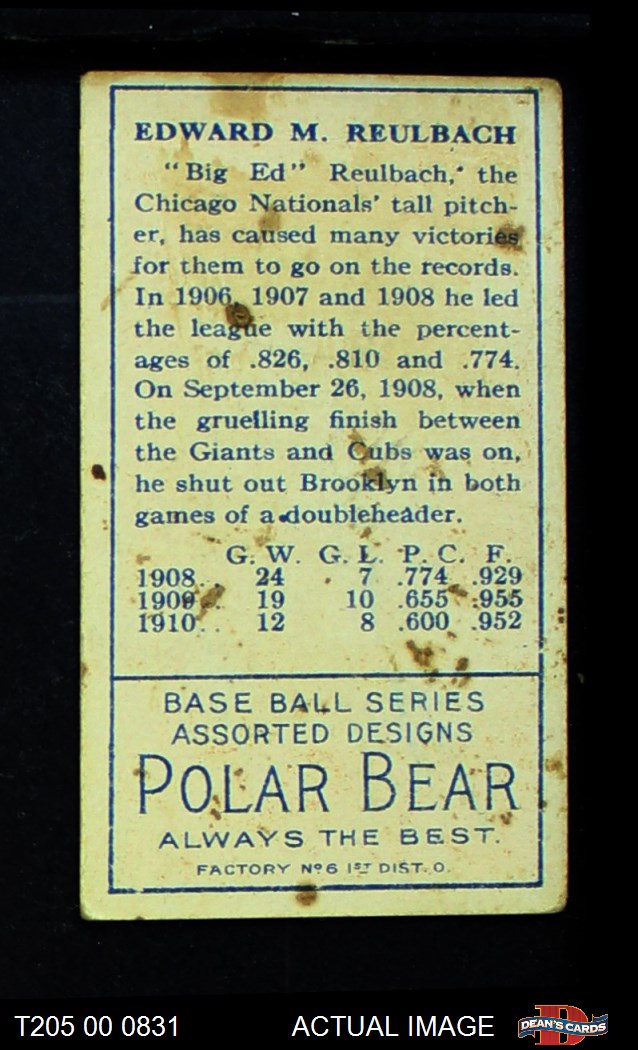 EDWARD M. REULBACH
"Big Ed" Reulbach, the
Chicago Nationals' tall pitch-
er, has caused many victories
for them to go on the records.
In 1906, 1907 and 1908 he led
the league with the percent-
ages of .826, .810 and .774.
On September 26, 1908, when
the gruelling finish between
the Giants and Cubs was on,
he shut out Brooklyn in both
games of a doubleheader.
G. W. G. L. P. C. F.
1908.. 24 7 .774 .929
1909.. 19 10 .655 .955
1910.. 12 8 .600 .952
BASE BALL SERIES
ASSORTED DESIGNS
POLAR BEAR
ALWAYS THE BEST.
FACTORY Nº 6 1ST DIST. O.
T205 00 0831 ACTUAL IMAGE DEAN'S CARDS